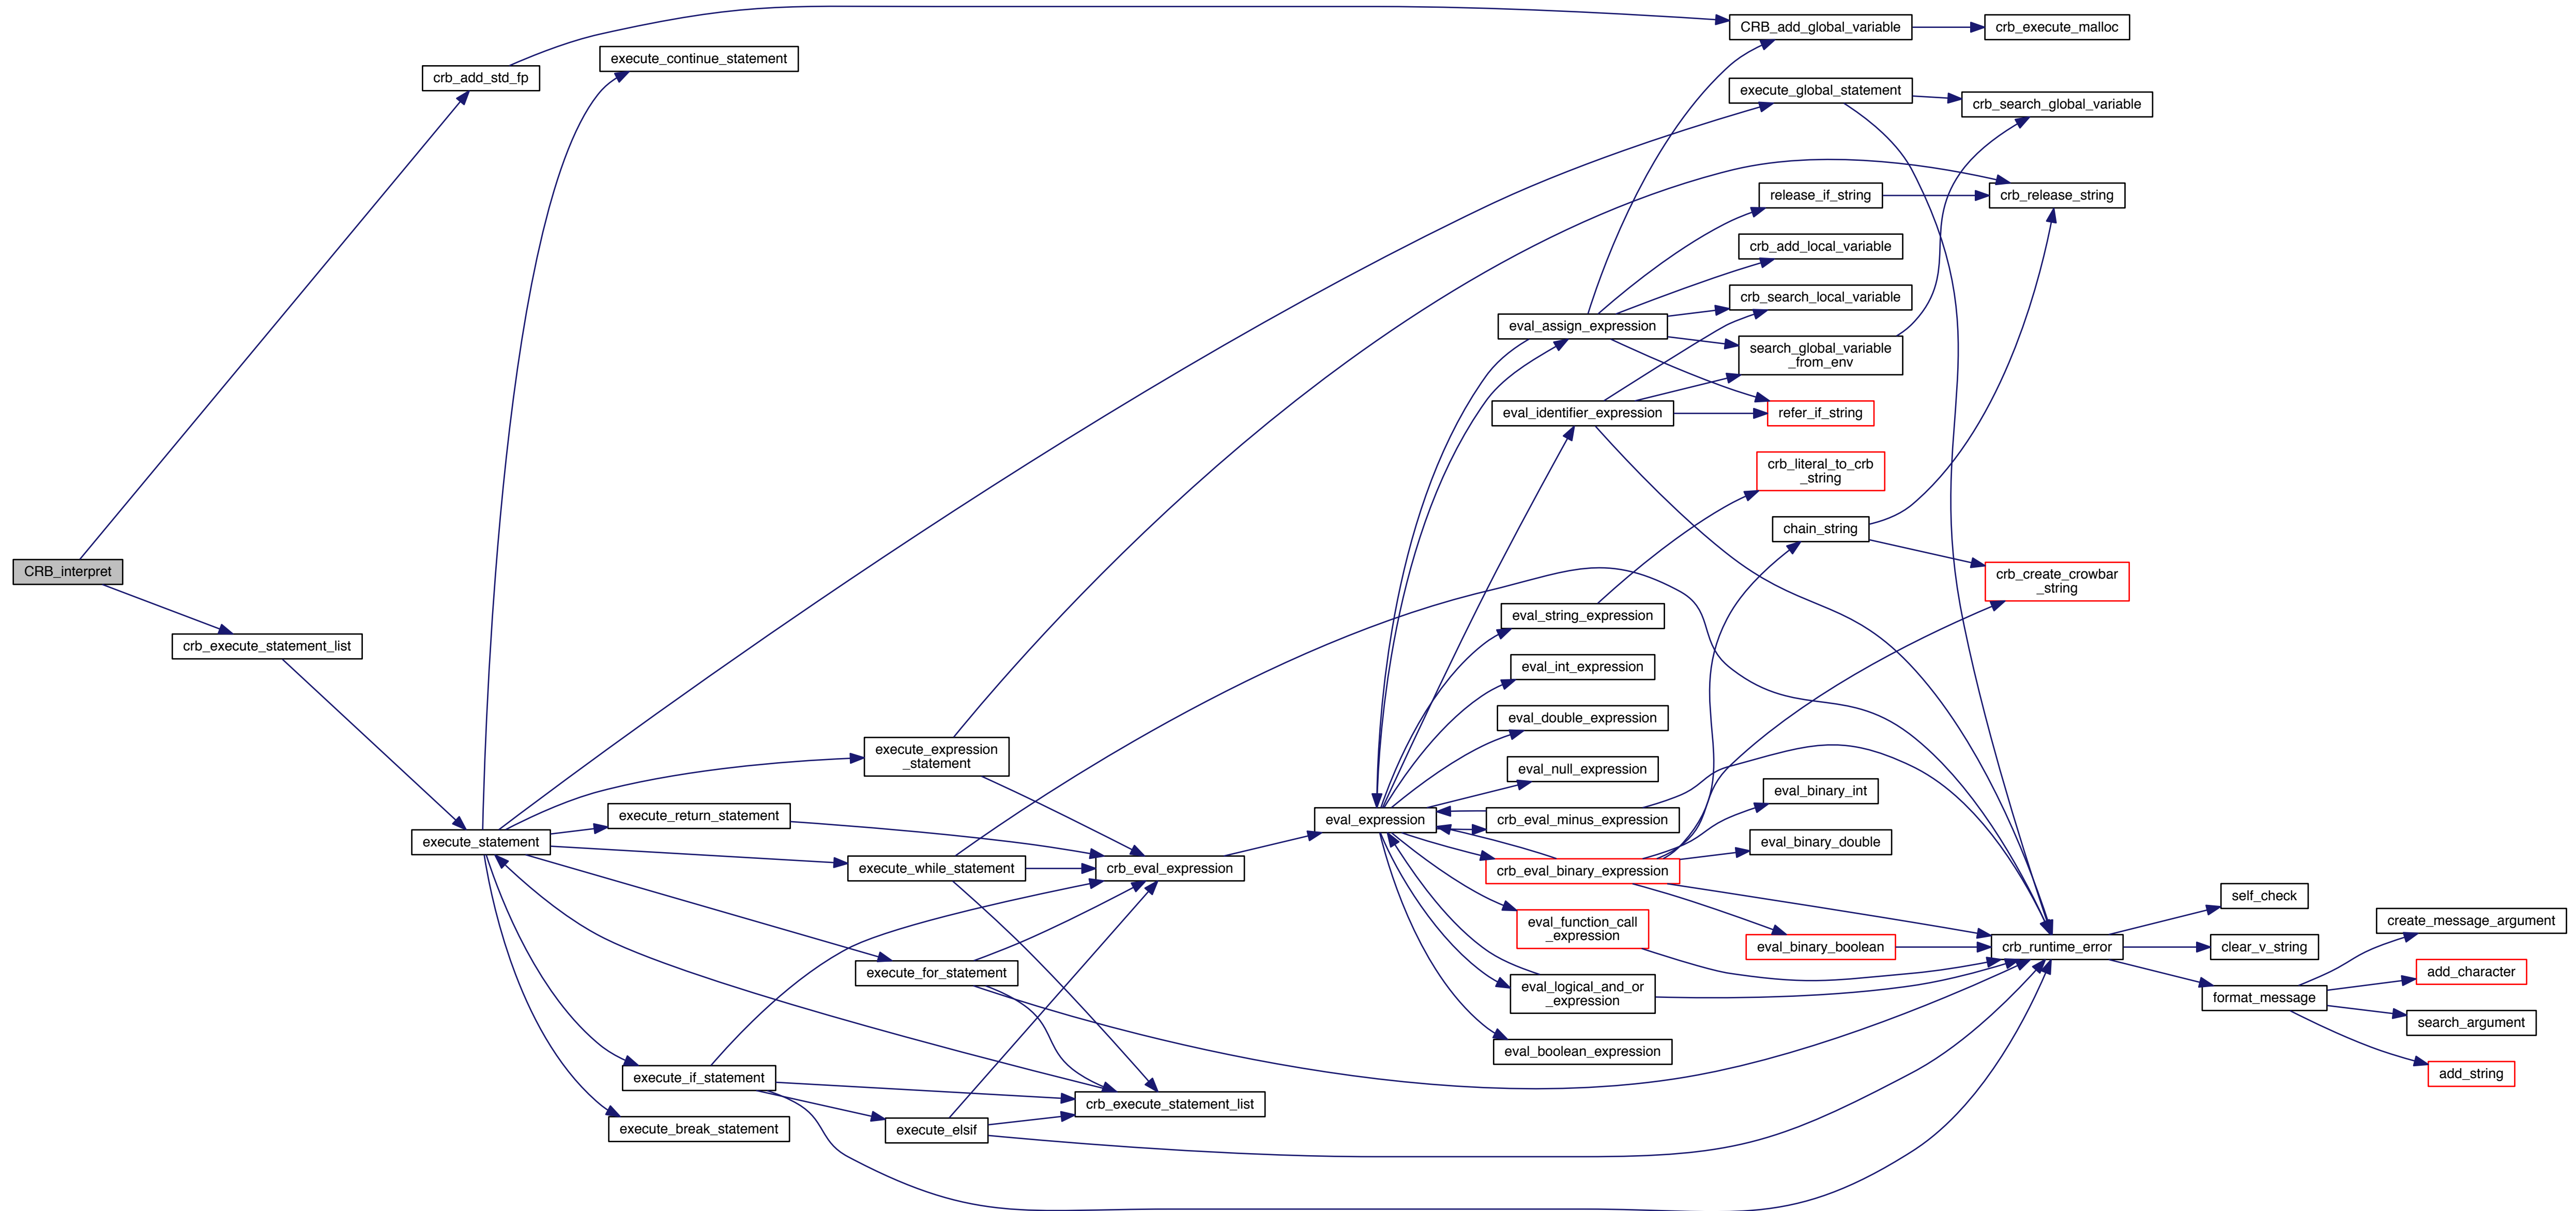 CRB_interpret
crb_add_std_fp
crb_execute_statement_list
execute_statement
execute_continue_statement
execute_return_statement
execute_if_statement
execute_break_statement
execute_expression
_statement
execute_while_statement
execute_for_statement
execute_elsif
crb_eval_expression
crb_execute_statement_list
eval_expression
eval_assign_expression
eval_identifier_expression
eval_string_expression
eval_int_expression
eval_double_expression
eval_null_expression
crb_eval_minus_expression
crb_eval_binary_expression
eval_function_call
_expression
eval_logical_and_or
_expression
eval_boolean_expression
CRB_add_global_variable
execute_global_statement
release_if_string
crb_add_local_variable
crb_search_local_variable
search_global_variable
_from_env
refer_if_string
crb_literal_to_crb
_string
chain_string
eval_binary_int
eval_binary_double
eval_binary_boolean
crb_execute_malloc
crb_search_global_variable
crb_release_string
crb_create_crowbar
_string
crb_runtime_error
self_check
clear_v_string
format_message
create_message_argument
add_character
search_argument
add_string